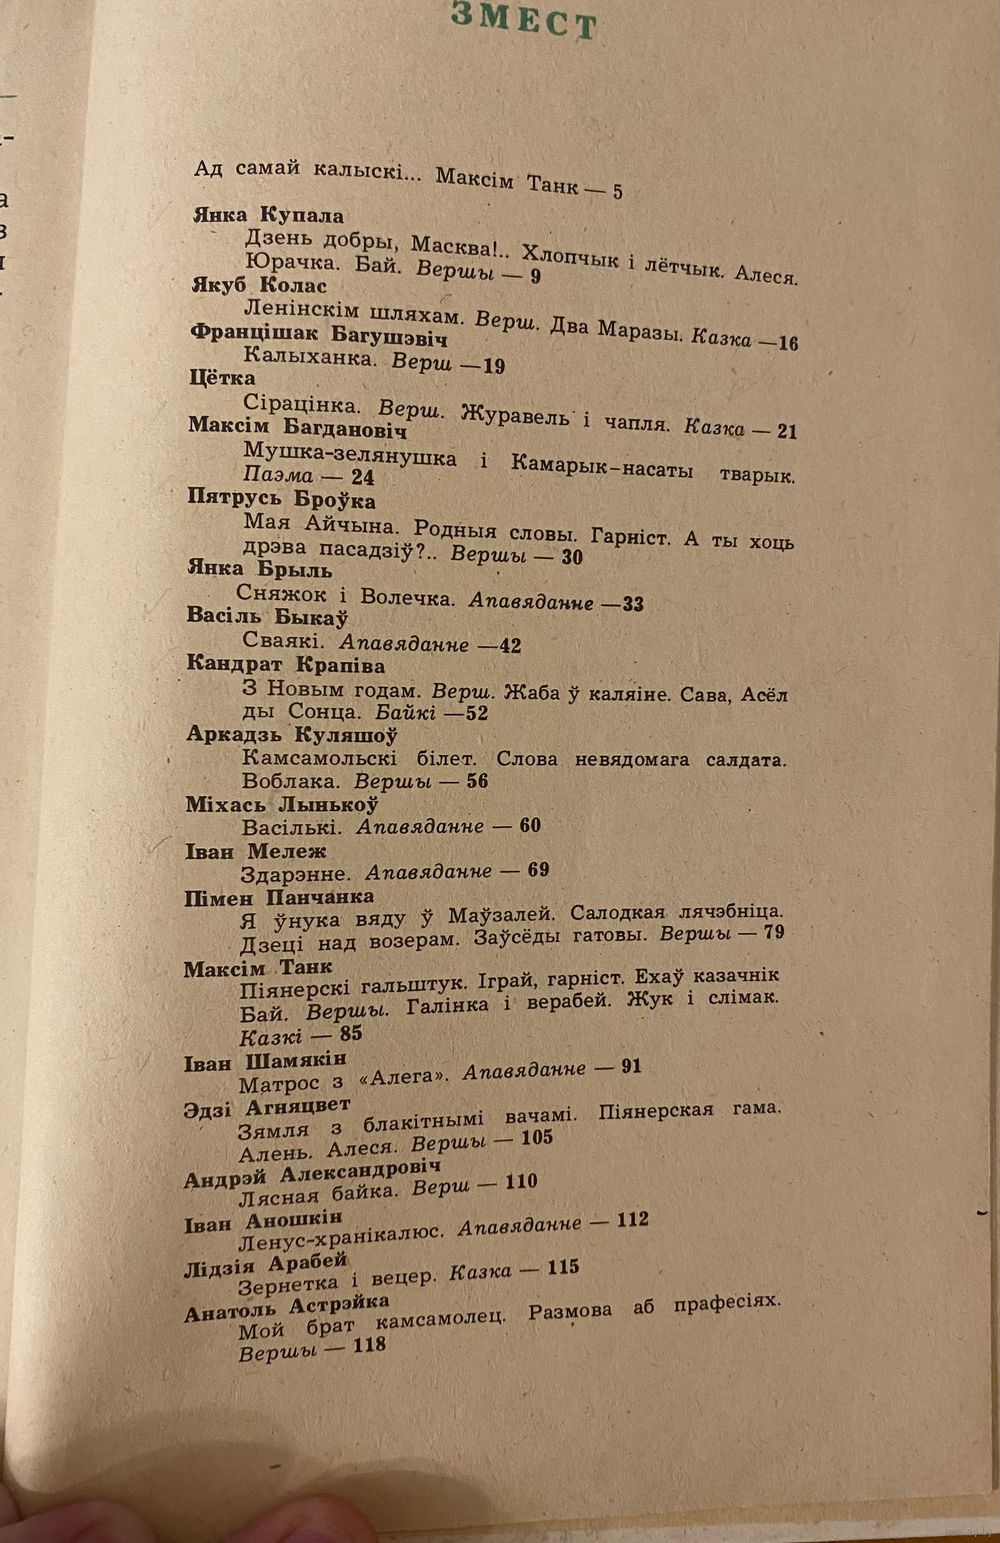 ЗМЕСТ
Ад самай калыскі... Максім Танк — 5
Янка Купала
Дзень добры, Масква!.. Хлопчык і лётчык. Алеся.
Юрачка. Бай. Вершы — 9
Якуб Колас
Ленінскім шляхам. Верш. Два Маразы. Казка —16
Францішак Багушэвіч
Калыханка. Верш —19
Цётка
Сірацінка. Верш. Журавель і чапля. Казка — 21
Максім Багдановіч
Мушка-зелянушка і Камарык-насаты тварык.
Паэма — 24
Пятрусь Броўка
Мая Айчына. Родныя словы. Гарніст. А ты хоць
дрэва пасадзіў?.. Вершы — 30
Янка Брыль
Сняжок і Волечка. Апавяданне —33
Васіль Быкаў
Сваякі. Апавяданне —42
Кандрат Крапіва
З Новым годам. Верш. Жаба ў каляіне. Сава, Асёл
ды Сонца. Байкі —52
Аркадзь Куляшоў
Камсамольскі білет. Слова невядомага салдата.
Воблака. Вершы — 56
Міхась Лынькоў
Васількі. Апавяданне — 60
Іван Мележ
Здарэнне. Апавяданне — 69
Пімен Панчанка
Я ўнука вяду ў Маўзалей. Салодкая лячэбніца.
Дзеці над возерам. Заўсёды гатовы. Вершы — 79
Максім Танк
Піянерскі гальштук. Іграй, гарніст. Ехаў казачнік
Бай. Вершы. Галінка і верабей. Жук і слімак.
Казкі — 85
Іван Шамякін
Матрос з «Алега». Апавяданне — 91
Эдзі Агняцвет
Зямля з блакітнымі вачамі. Піянерская гама.
Алень. Алеся. Вершы — 105
Андрэй Александровіч
Лясная байка. Верш — 110
Іван Аношкін
Ленус-хранікалюс. Апавяданне — 112
Лідзія Арабей
Зернетка і вецер. Казка — 115
Анатоль Астрэйка
Мой брат камсамолец. Размова аб прафесіях.
Вершы — 118